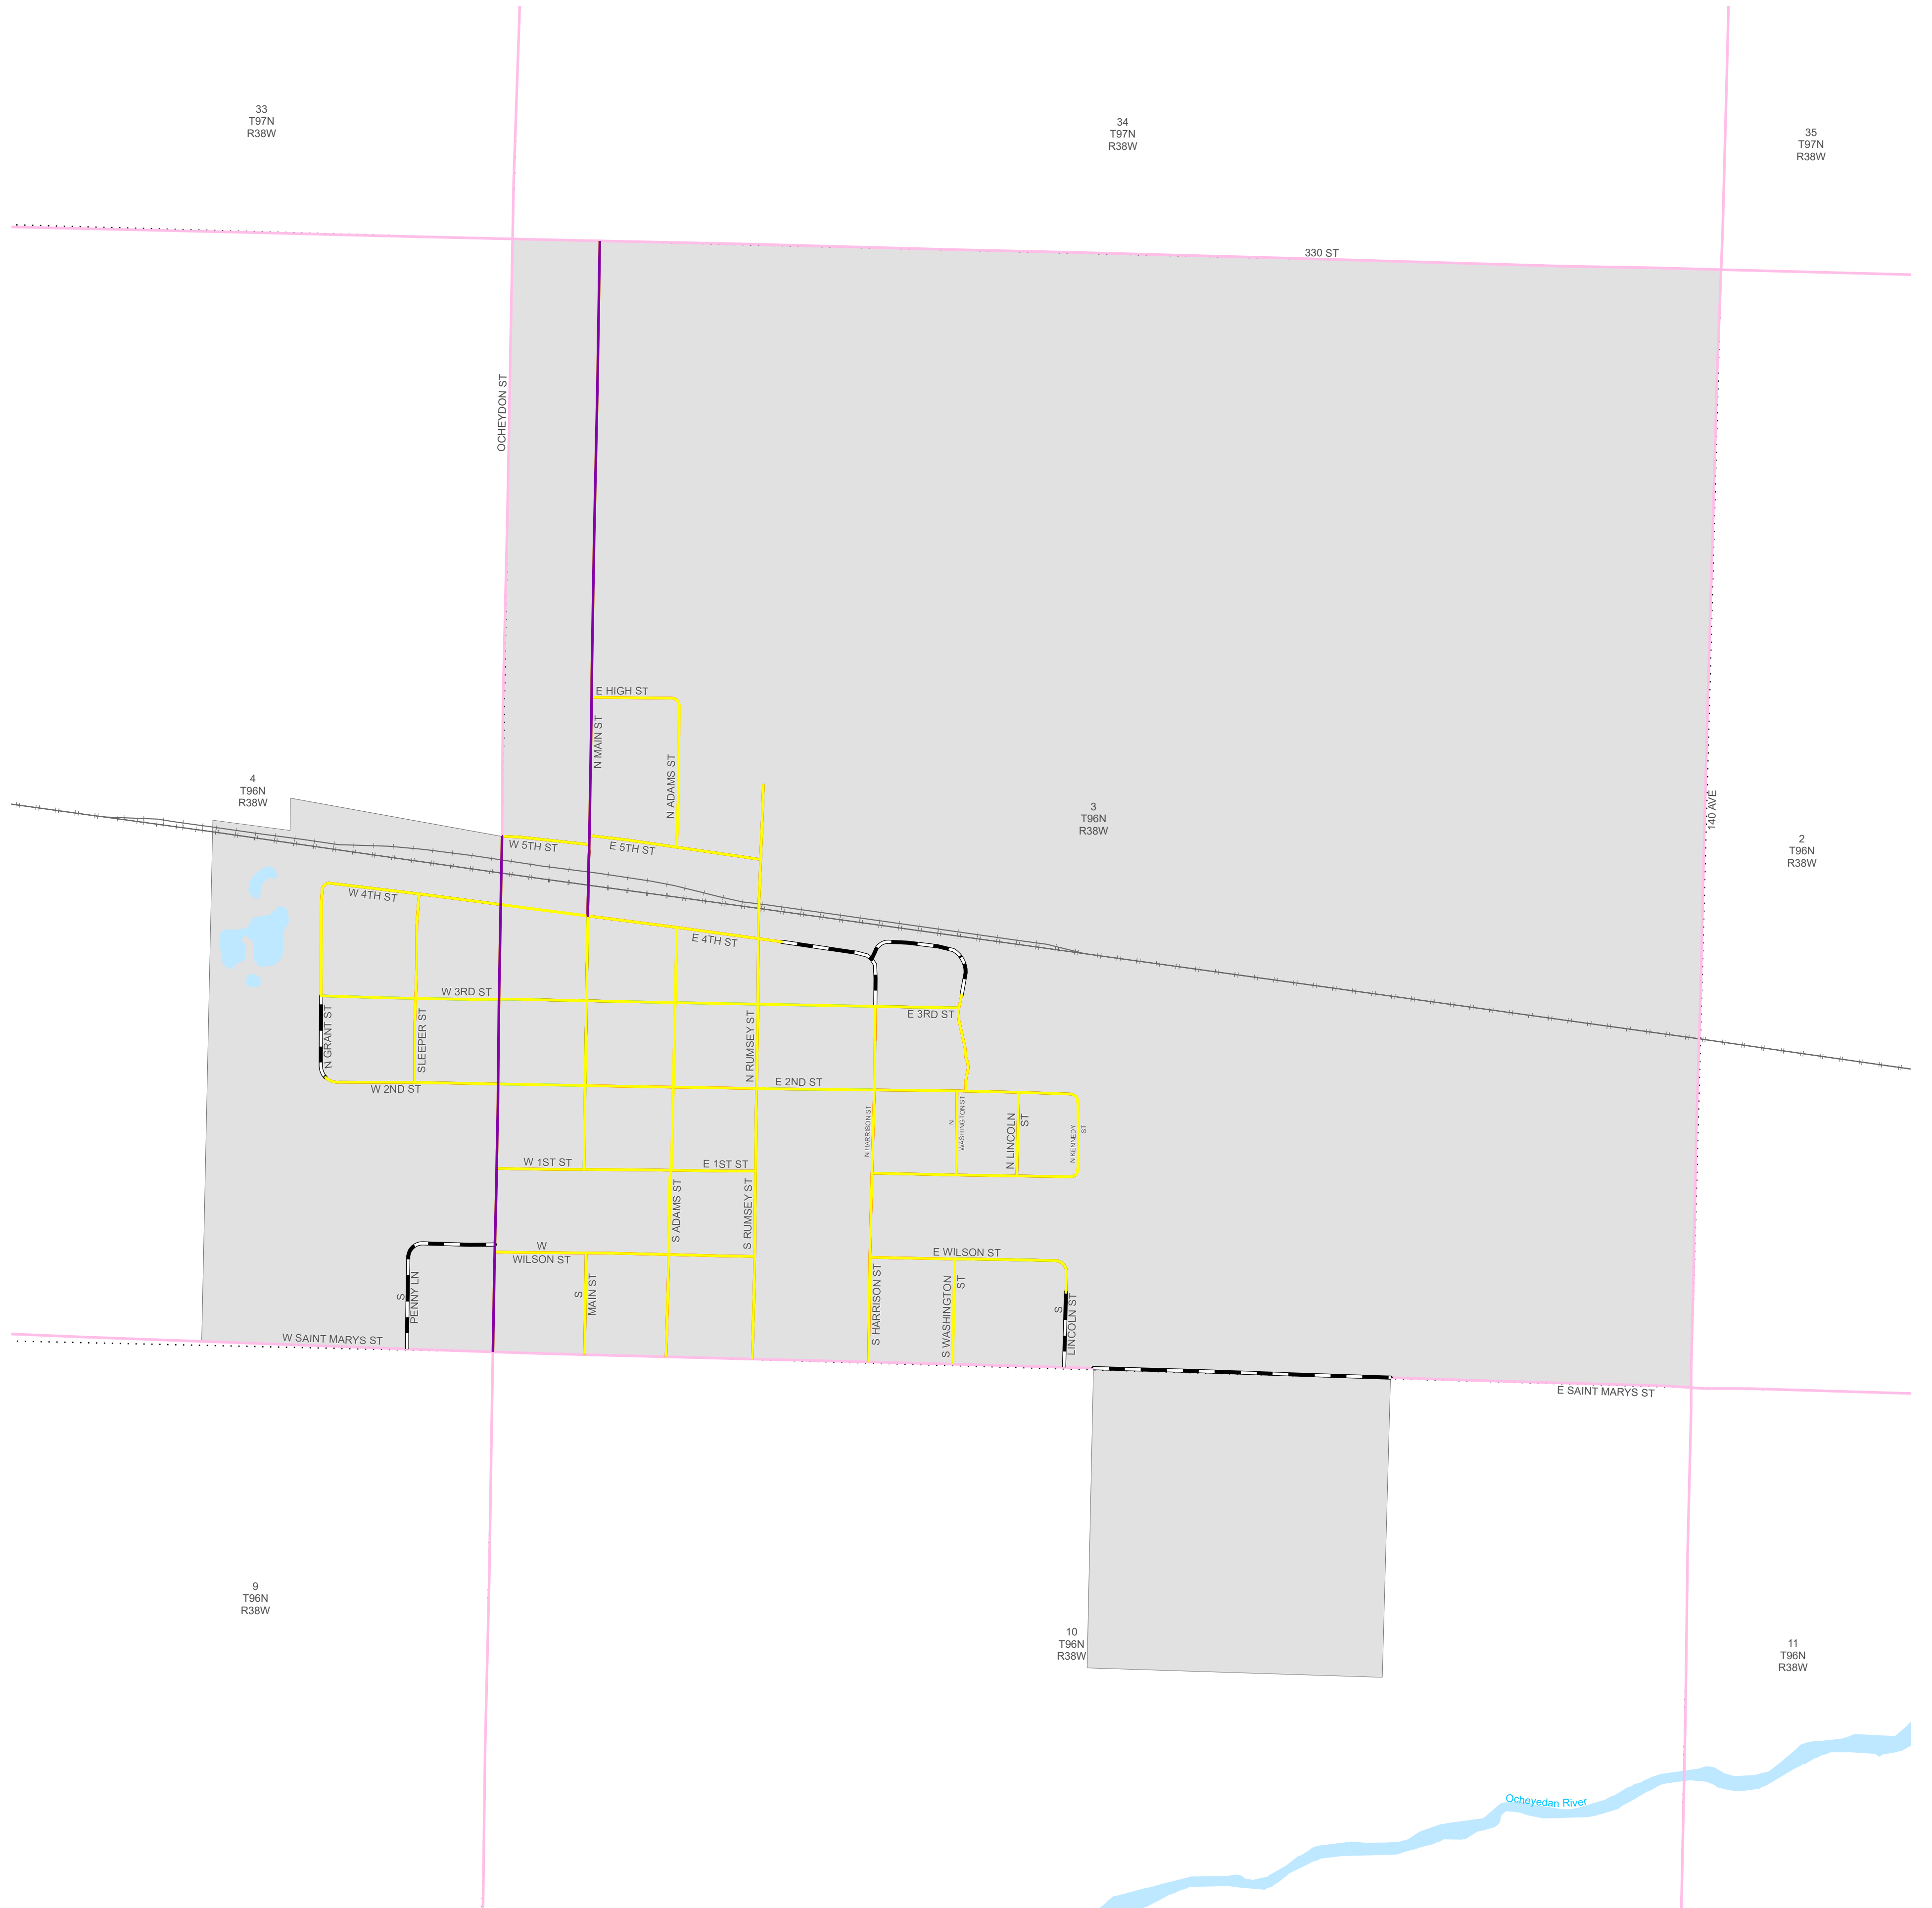 33
T97N
R38W
34
T97N
R38W
35
T97N
R38W
330 ST
OCHEYDON ST
E HIGH ST
N MAIN ST
N ADAMS ST
4
T96N
R38W
3
T96N
R38W
140 AVE
2
T96N
R38W
W 5TH ST
E 5TH ST
W 4TH ST
E 4TH ST
W 3RD ST
E 3RD ST
N GRANT ST
SLEEPER ST
N RUMSEY ST
W 2ND ST
E 2ND ST
N HARRISON ST
N
WASHINGTON ST
N LINCOLN
ST
N KENNEDY
ST
W 1ST ST
E 1ST ST
S ADAMS ST
S RUMSEY ST
W
WILSON ST
E WILSON ST
S
PENNY LN
S
MAIN ST
S HARRISON ST
S WASHINGTON
ST
S
LINCOLN ST
W SAINT MARYS ST
E SAINT MARYS ST
9
T96N
R38W
10
T96N
R38W
11
T96N
R38W
Ocheyedan River